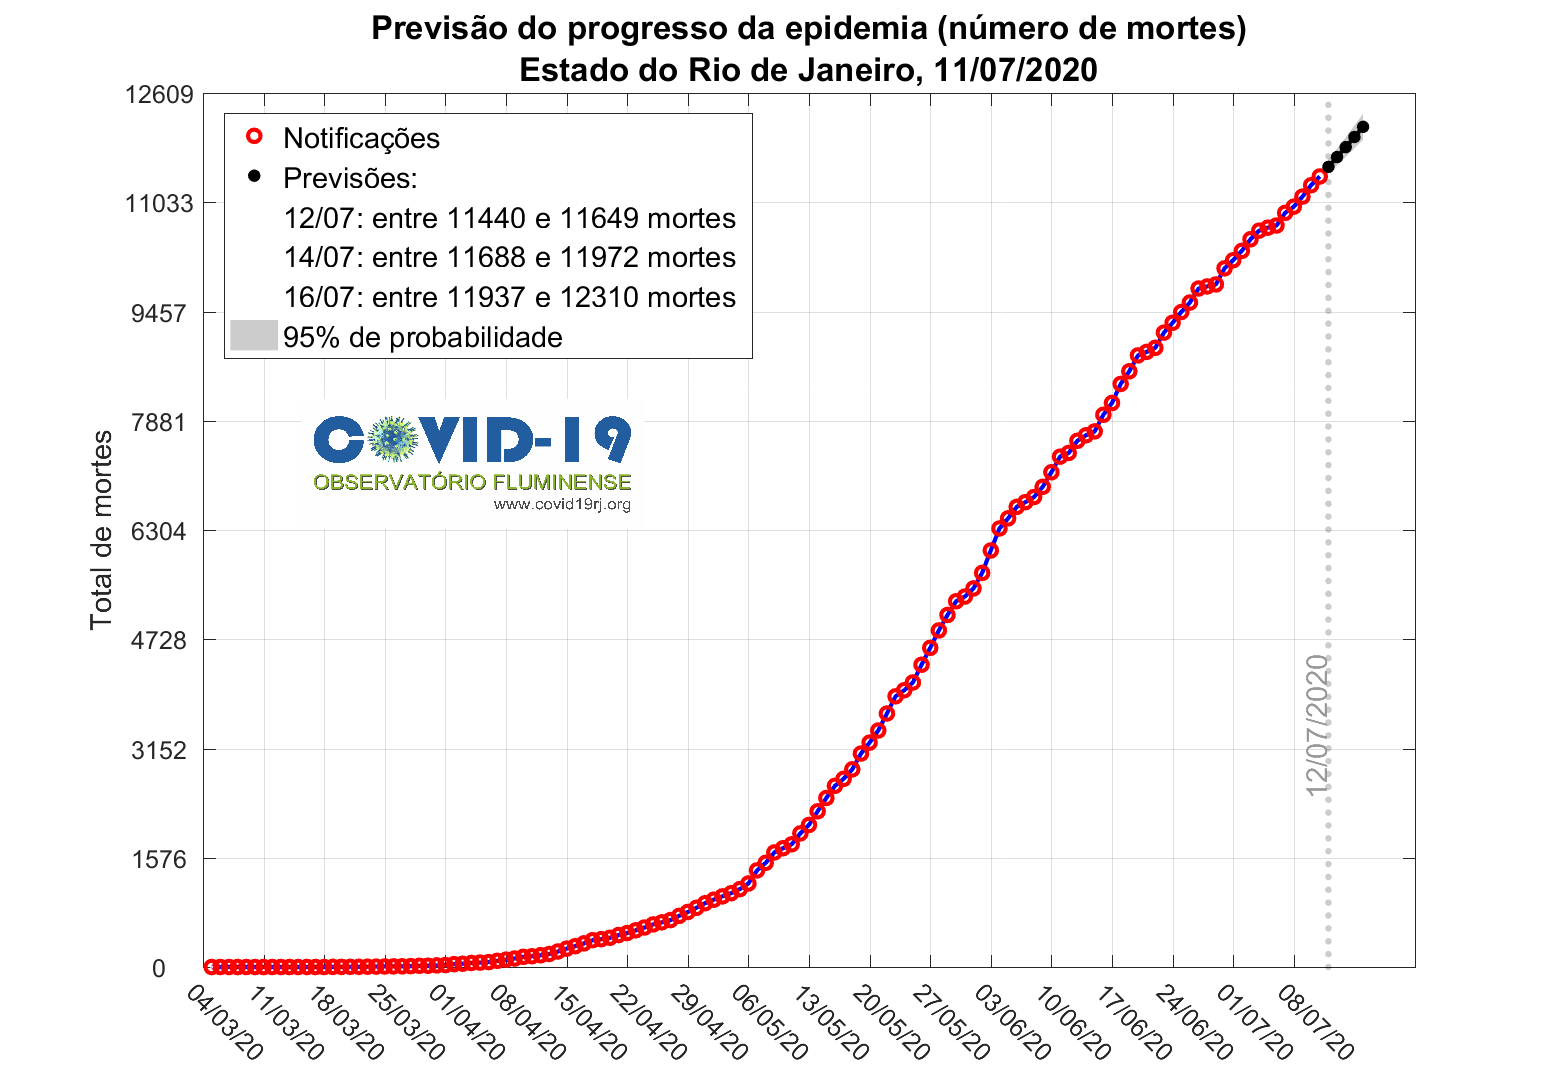 Previsão do progresso da epidemia (número de mortes)
Estado do Rio de Janeiro, 11/07/2020
12609
11033
9457
7881
6304
4728
3152
1576
0
Total de mortes
Notificações
Previsões:
12/07: entre 11440 e 11649 mortes
14/07: entre 11688 e 11972 mortes
16/07: entre 11937 e 12310 mortes
95% de probabilidade
COVID-19
OBSERVATÓRIO FLUMINENSE
www.covid19rj.org
12/07/2020
04/03/20
11/03/20
18/03/20
25/03/20
01/04/20
08/04/20
15/04/20
22/04/20
29/04/20
06/05/20
13/05/20
20/05/20
27/05/20
03/06/20
10/06/20
17/06/20
24/06/20
01/07/20
08/07/20